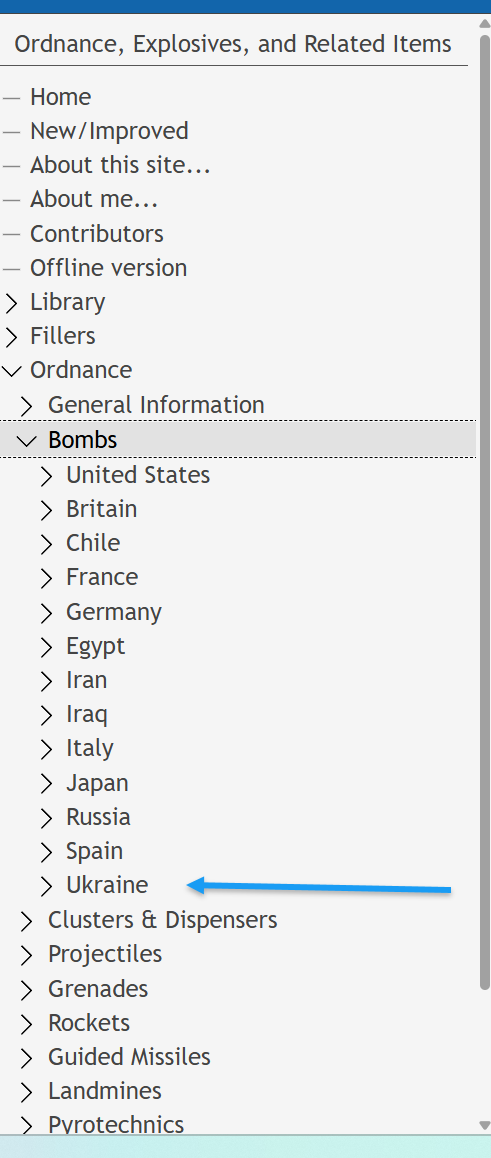 Ordnance, Explosives, and Related Items
Home
New/Improved
About this site...
About me...
Contributors
Offline version
Library
Fillers
Ordnance
General Information
Bombs
United States
Britain
Chile
France
Germany
Egypt
Iran
Iraq
Italy
Japan
Russia
Spain
Ukraine
Clusters & Dispensers
Projectiles
Grenades
Rockets
Guided Missiles
Landmines
Pyrotechnics